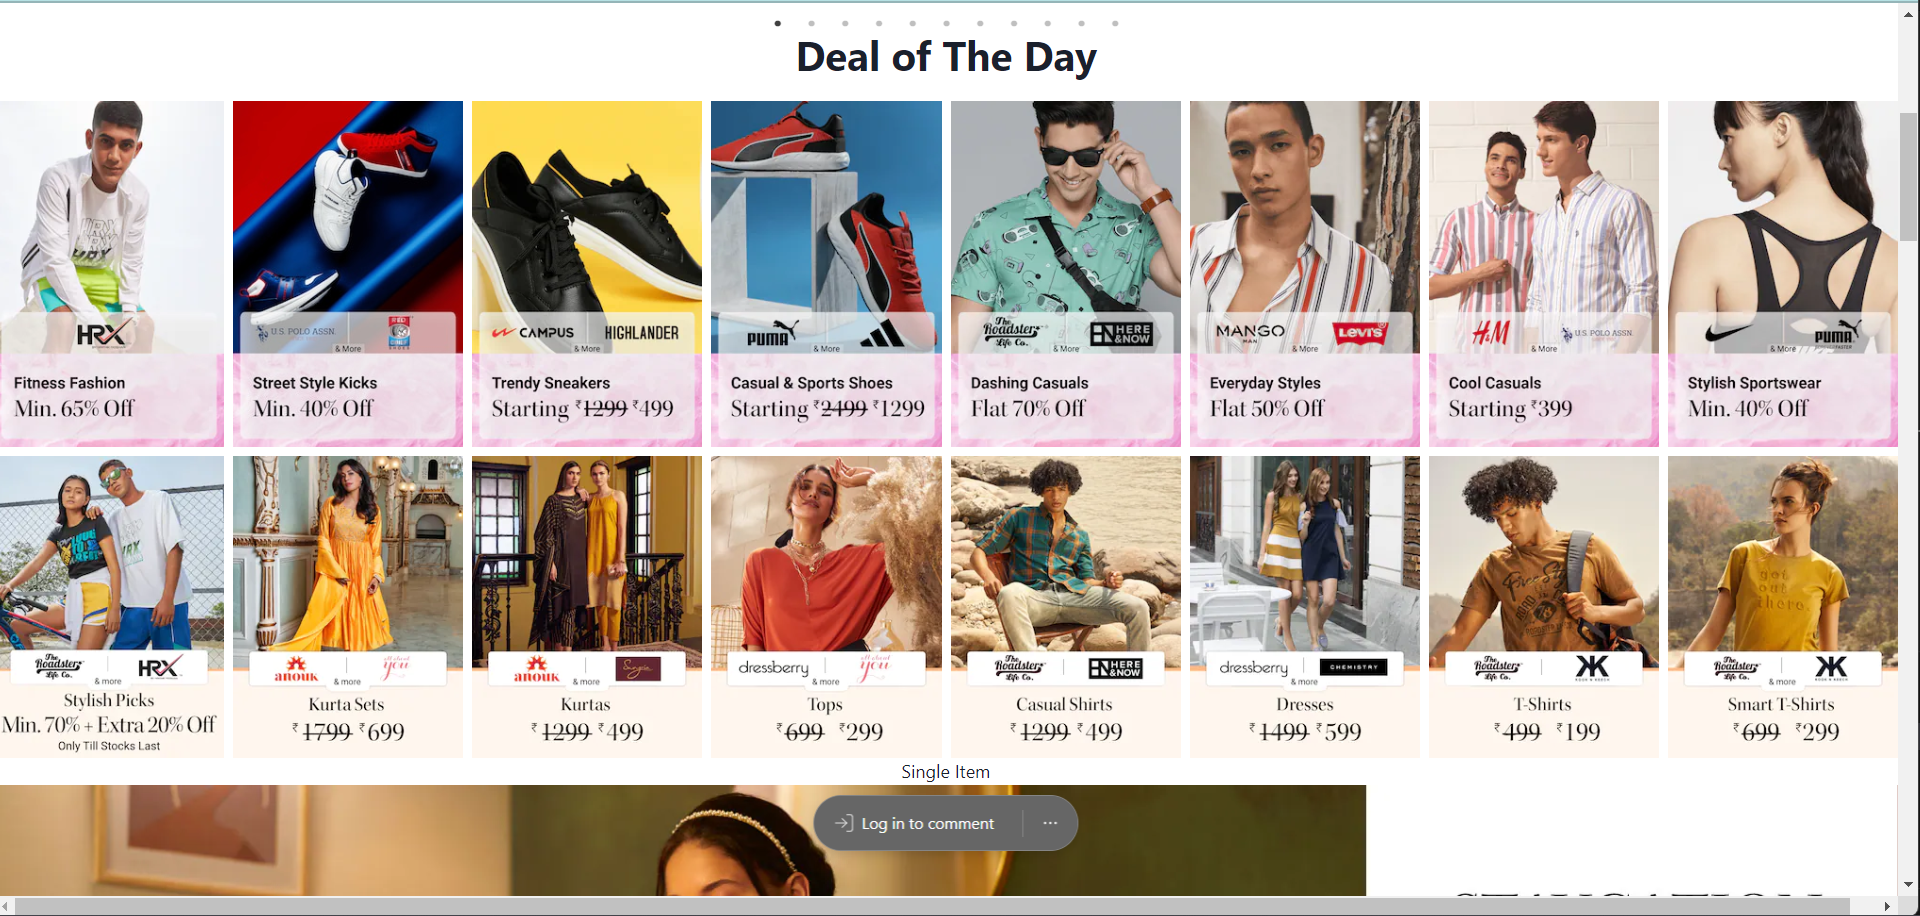 Deal of The Day
HRX
Fitness Fashion
Min. 65% Off
U.S. POLO ASSN.
& More
Street Style Kicks
Min. 40% Off
CAMPUS
HIGHLANDER
& More
Trendy Sneakers
Starting ₹1299 ₹499
PUMA
& More
Casual & Sports Shoes
Starting ₹2499 ₹1299
The Roadster Life Co.
HERE &NOW
& More
Dashing Casuals
Flat 70% Off
MANGO
MAN
Levi's
& More
Everyday Styles
Flat 50% Off
H&M
U.S. POLO ASSN.
& More
Cool Casuals
Starting ₹399
PUMA
& More
Stylish Sportswear
Min. 40% Off
The Roadster Life Co.
HRX
& more
Stylish Picks
Min. 70% + Extra 20% Off
Only Till Stocks Last
anouk
all about you
& more
Kurta Sets
₹1799 ₹699
anouk
Sangria
& more
Kurtas
₹1299 ₹499
dressberry
all about you
& more
Tops
₹699 ₹299
The Roadster Life Co.
HERE &NOW
Casual Shirts
₹1299 ₹499
dressberry
CHEMISTRY
& more
Dresses
₹1499 ₹599
The Roadster Life Co.
T-Shirts
₹499 ₹199
got out there.
The Roadster Life Co.
& more
Smart T-Shirts
₹699 ₹299
Single Item
Log in to comment